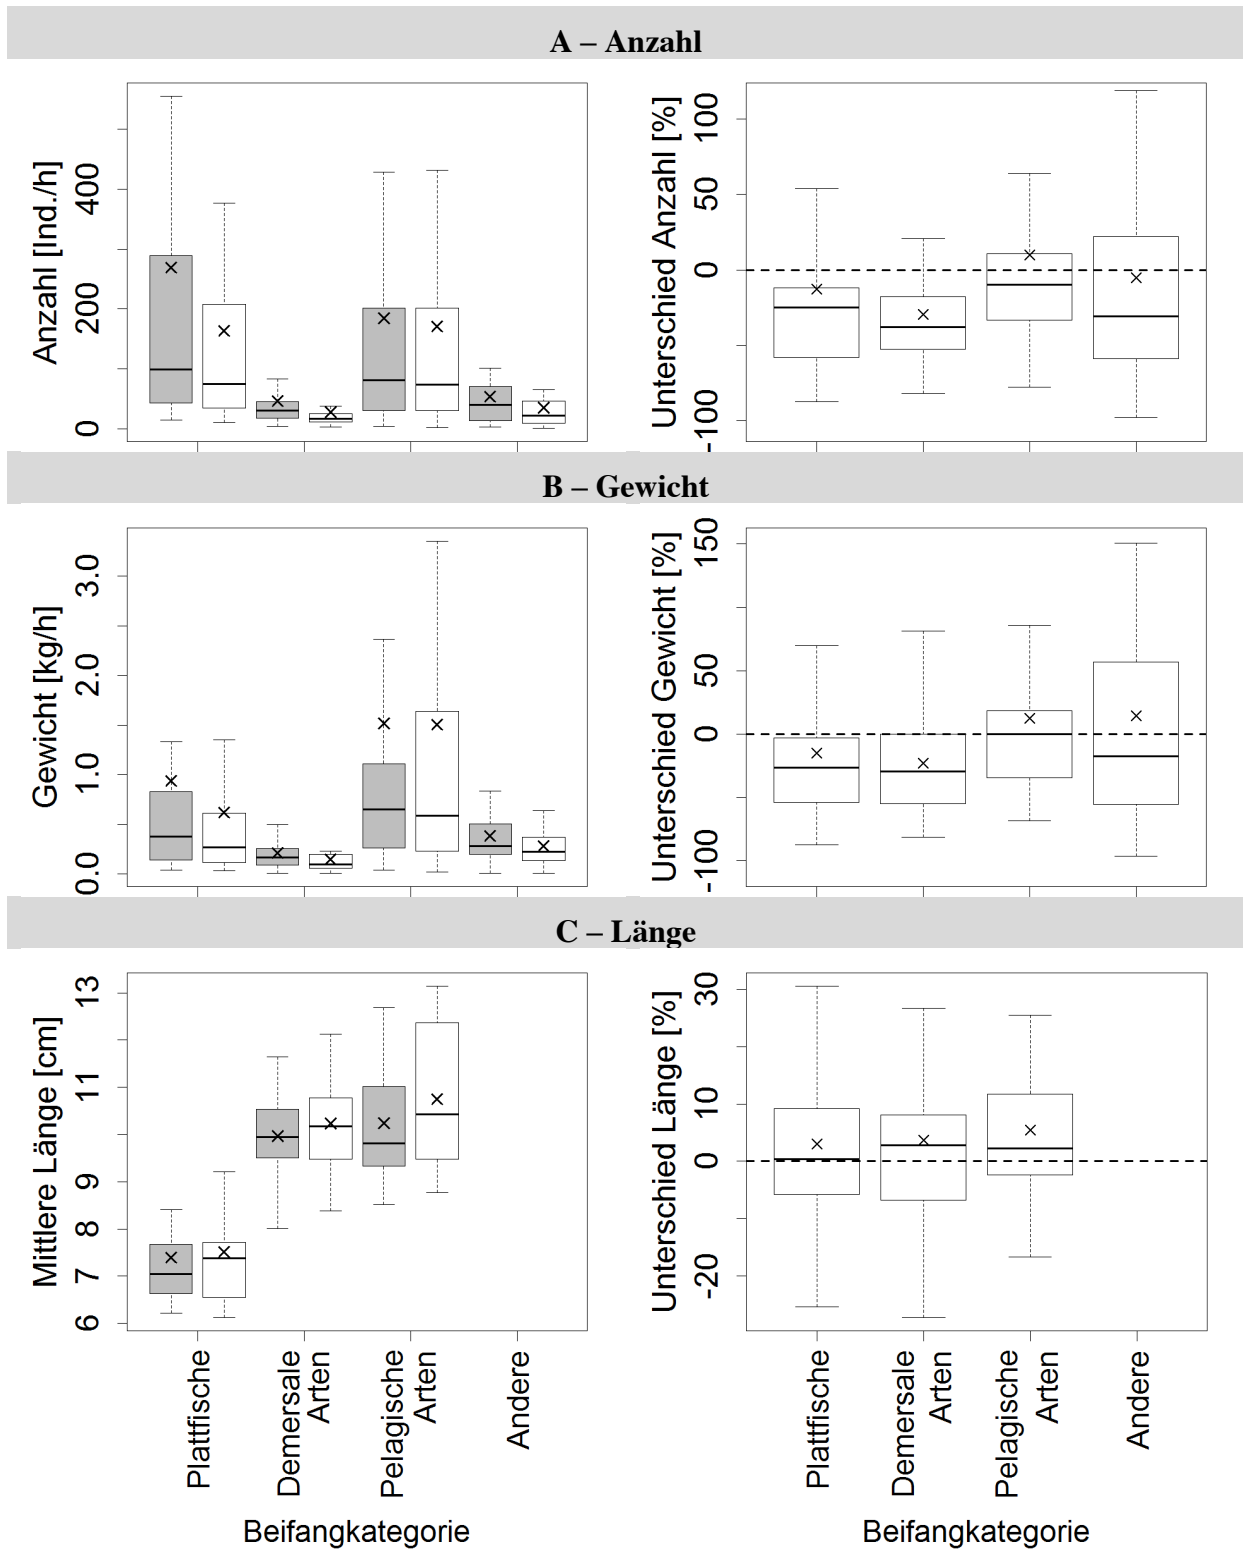 A – Anzahl
Anzahl [Ind./h]
0
200
400
Unterschied Anzahl [%]
-100
0
50
100
B – Gewicht
Gewicht [kg/h]
0.0
1.0
2.0
3.0
Unterschied Gewicht [%]
-100
0
50
150
C – Länge
Mittlere Länge [cm]
6
7
8
9
11
13
Unterschied Länge [%]
-20
0
10
30
Plattfische
Demersale
Arten
Pelagische
Arten
Andere
Beifangkategorie
Plattfische
Demersale
Arten
Pelagische
Arten
Andere
Beifangkategorie